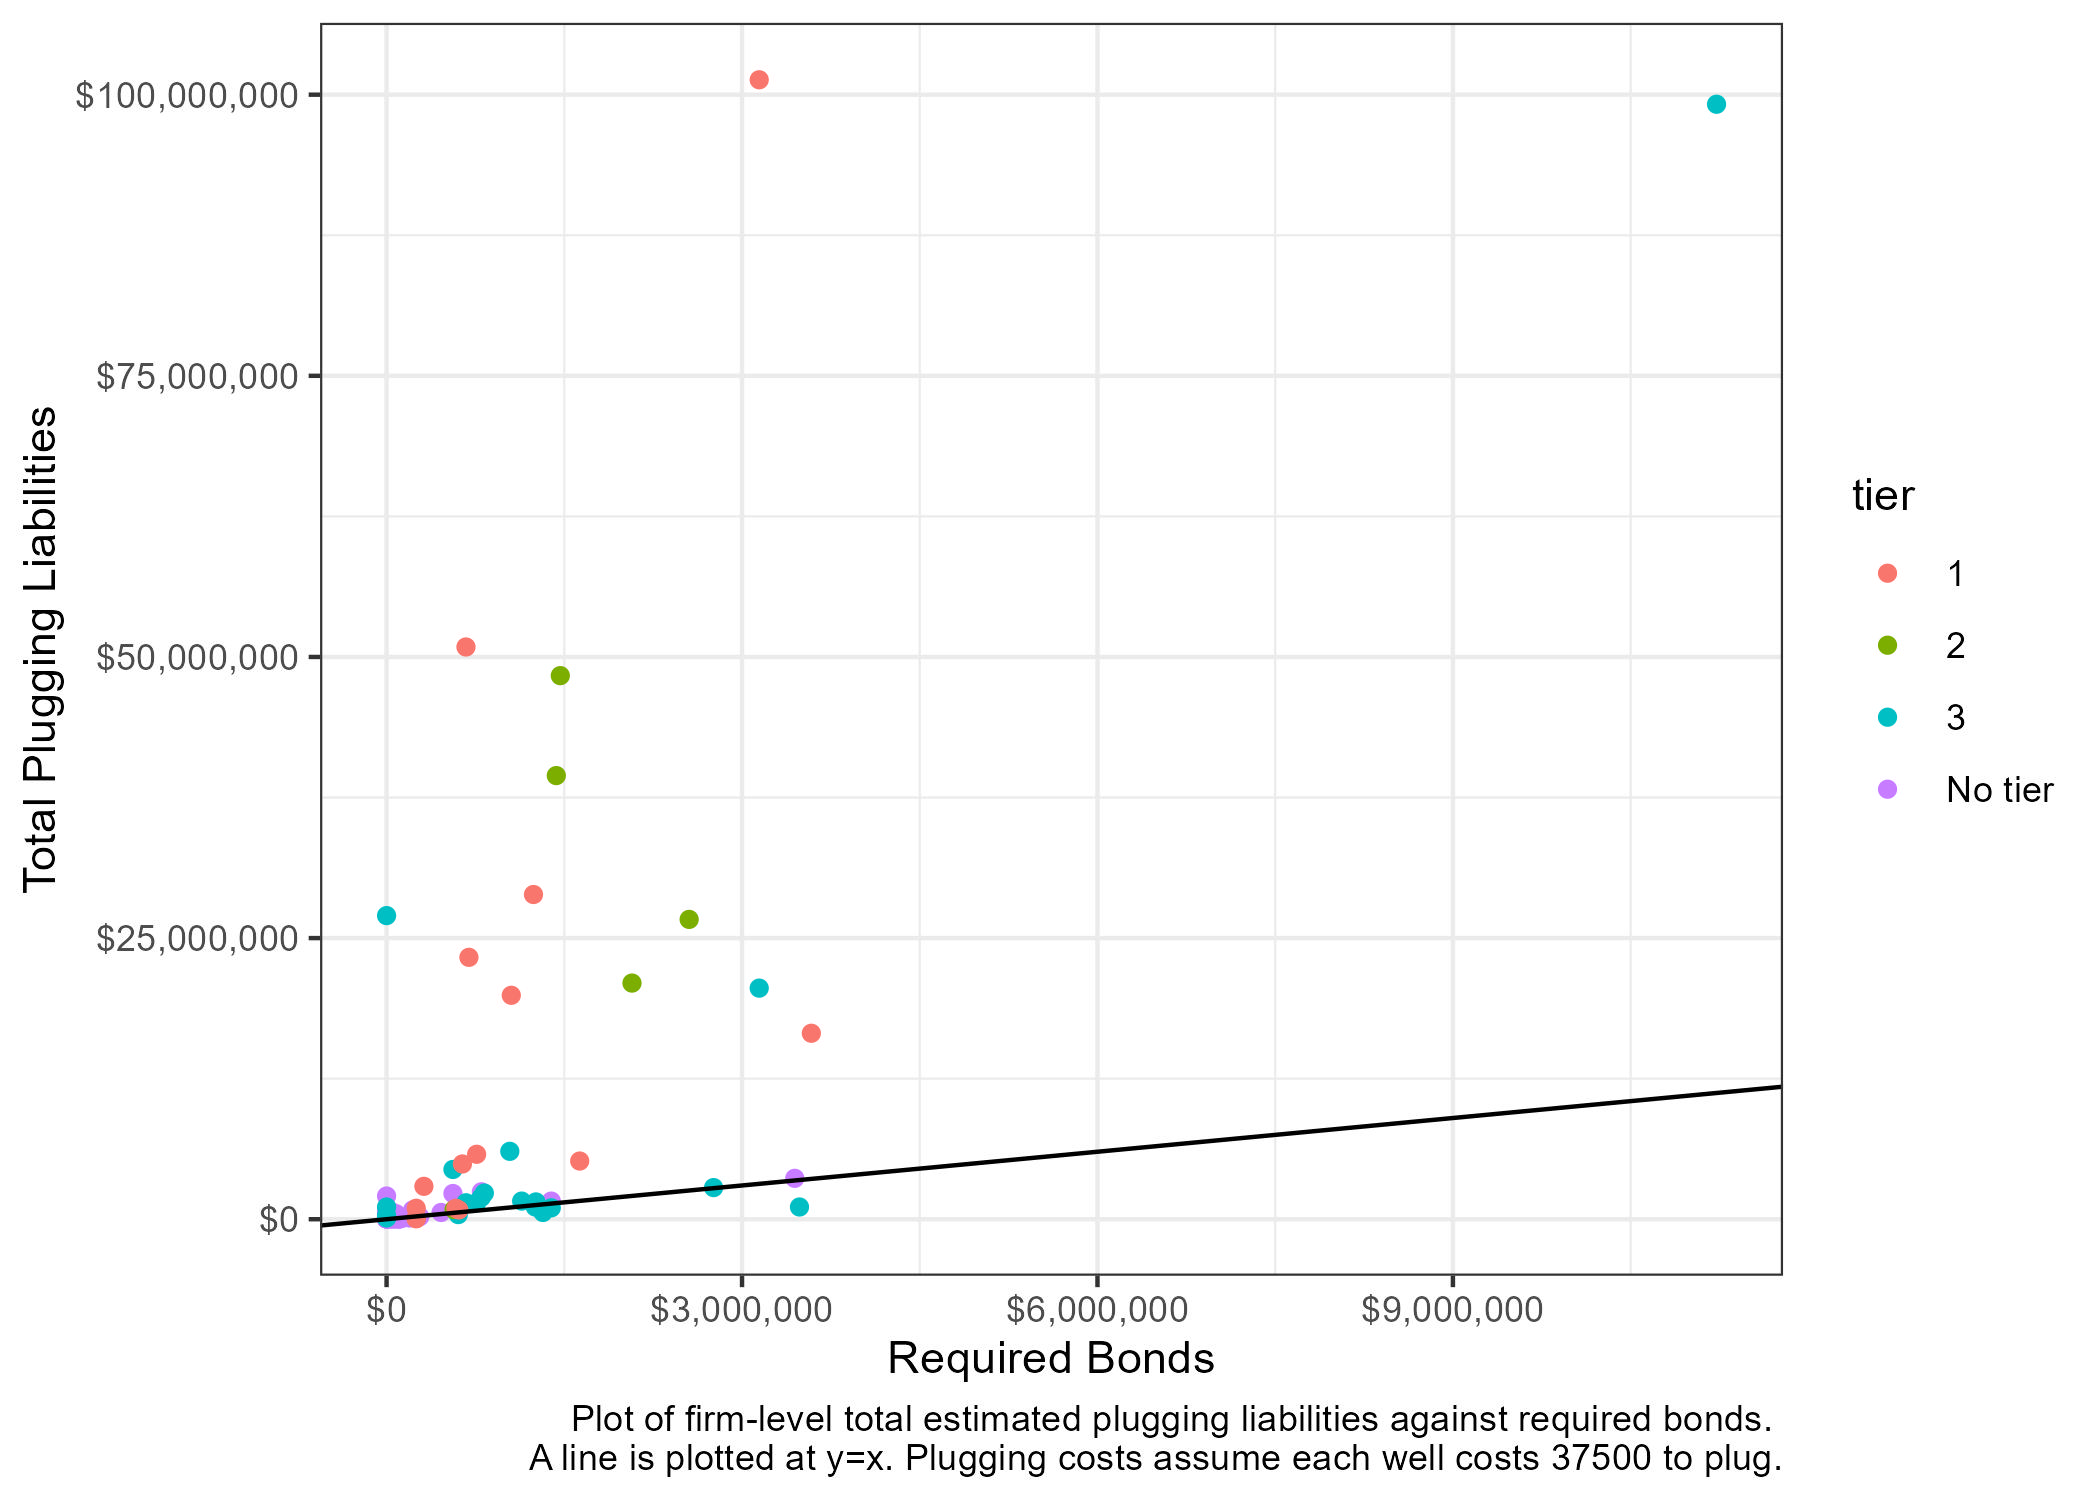 $100,000,000
$75,000,000
$50,000,000
$25,000,000
$0
Total Plugging Liabilities
$0
$3,000,000
$6,000,000
$9,000,000
Required Bonds
tier
1
2
3
No tier
Plot of firm-level total estimated plugging liabilities against required bonds.
A line is plotted at y=x. Plugging costs assume each well costs 37500 to plug.